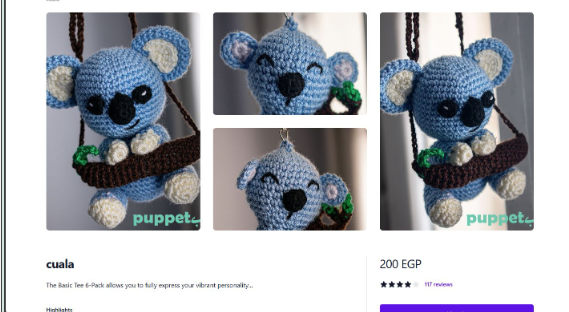 puppet
puppet
cuala
200 EGP
The Basic Tee 6-Pack allows you to fully express your vibrant personality...
117 reviews
Highlights